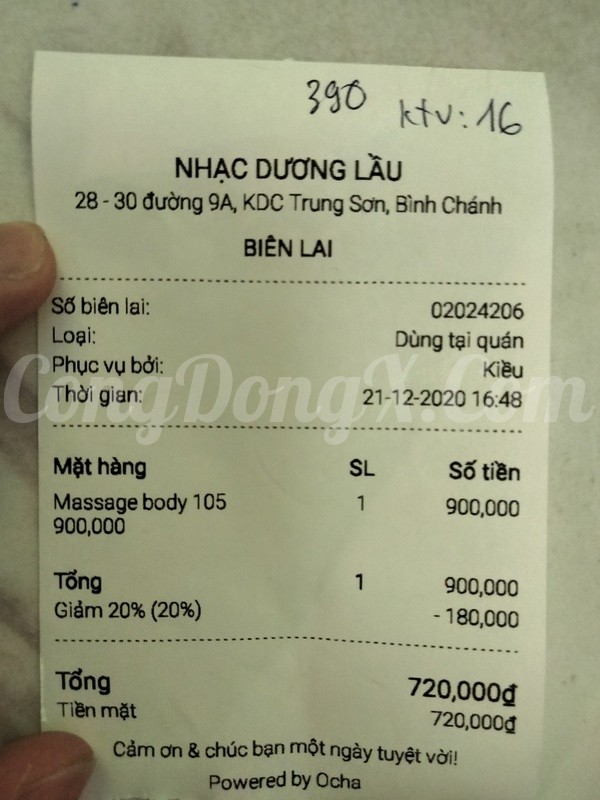 390 ktv: 16
NHẠC DƯƠNG LẦU
28 - 30 đường 9A, KDC Trung Sơn, Bình Chánh
BIÊN LAI
Số biên lai: 02024206
Loại: Dùng tại quán
Phục vụ bởi: Kiều
CongDongX.Com
Thời gian: 21-12-2020 16:48
Mặt hàng SL Số tiền
Massage body 105 1 900,000
900,000
Tổng 1 900,000
Giảm 20% (20%) - 180,000
Tổng 720,000₫
Tiền mặt 720,000₫
Cảm ơn & chúc bạn một ngày tuyệt vời!
Powered by Ocha